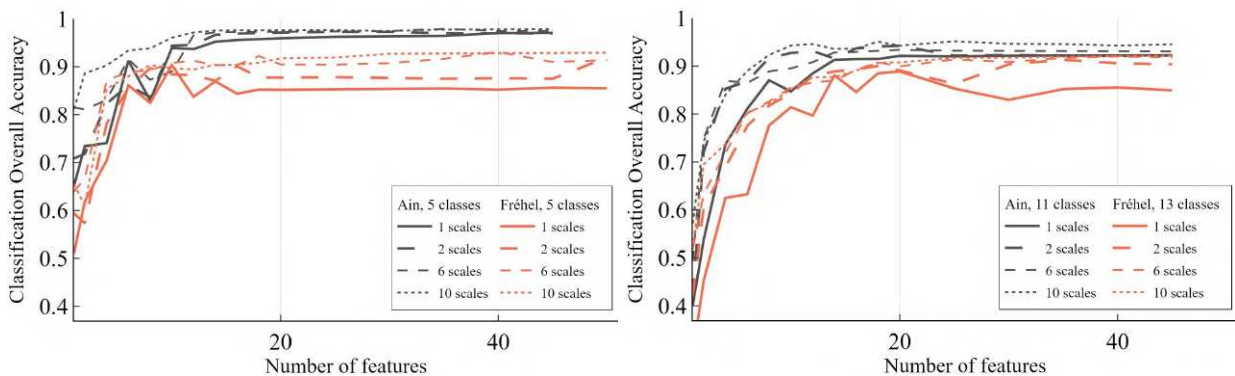 Classification Overall Accuracy
1
0.9
0.8
0.7
0.6
0.5
0.4
20
40
Number of features
Ain, 5 classes Fréhel, 5 classes
1 scales 1 scales
2 scales 2 scales
6 scales 6 scales
10 scales 10 scales
Classification Overall Accuracy
1
0.9
0.8
0.7
0.6
0.5
0.4
20
40
Number of features
Ain, 11 classes Fréhel, 13 classes
1 scales 1 scales
2 scales 2 scales
6 scales 6 scales
10 scales 10 scales